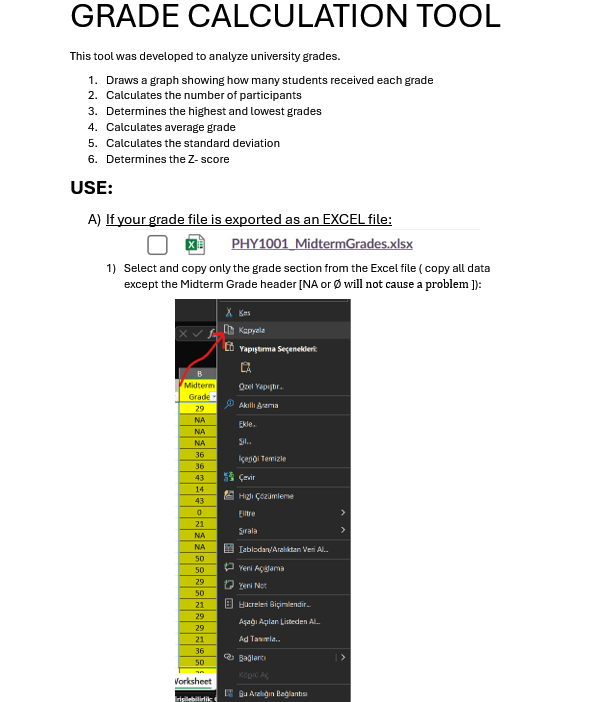 GRADE CALCULATION TOOL
This tool was developed to analyze university grades.
1. Draws a graph showing how many students received each grade
2. Calculates the number of participants
3. Determines the highest and lowest grades
4. Calculates average grade
5. Calculates the standard deviation
6. Determines the Z- score
USE:
A) If your grade file is exported as an EXCEL file:
PHY1001_MidtermGrades.xlsx
1) Select and copy only the grade section from the Excel file ( copy all data
except the Midterm Grade header [NA or Ø will not cause a problem ]):
B
Midterm
Grade
29
NA
NA
NA
36
36
43
14
43
0
21
NA
NA
50
50
29
50
21
29
29
21
36
50
Worksheet
Kes
Kopyala
Yapıştırma Seçenekleri:
Özel Yapıştır...
Akıllı Arama
Ekle...
Sil...
İçeriği Temizle
Çevir
Hızlı Çözümleme
Filtre
Sırala
Tablodan/Aralıktan Veri Al...
Yeni Açıklama
Yeni Not
Hücreleri Biçimlendir...
Aşağı Açılan Listeden Al...
Ad Tanımla...
Bağlantı
Köprü Aç
Bu Aralığın Bağlantısı